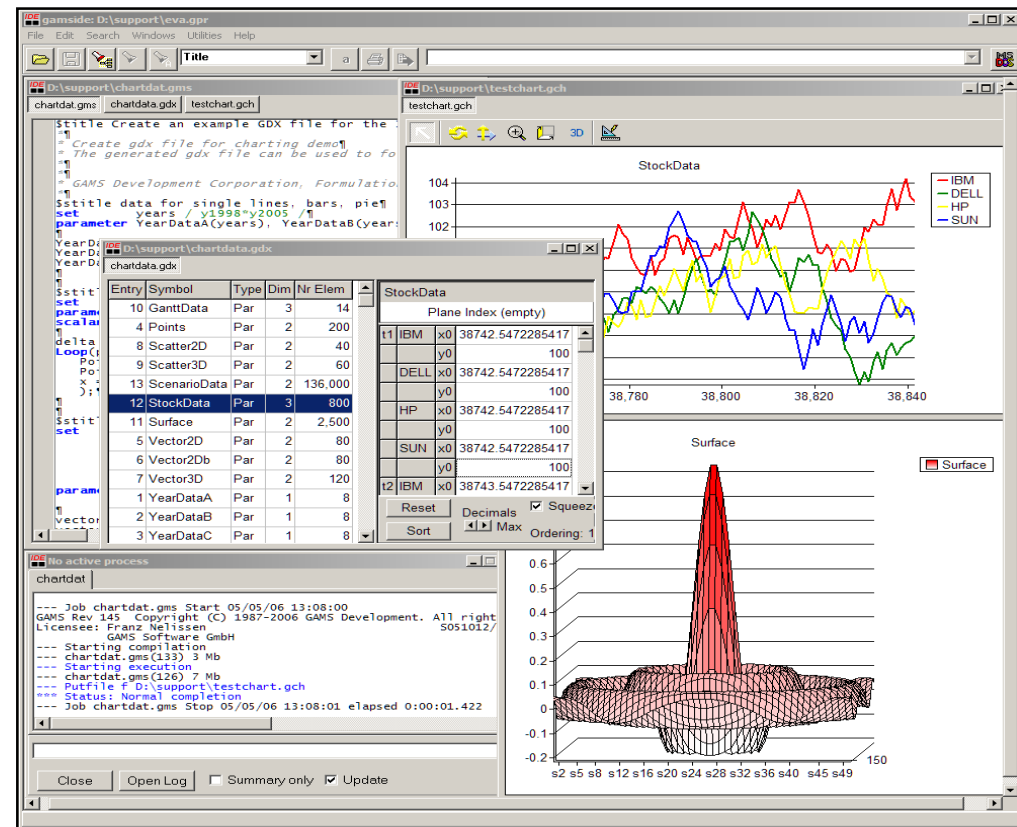 IDE gamside: D:\support\eva.gpr
File Edit Search Windows Utilities Help
Title
a
MS DOS
IDE D:\support\chartdat.gms
chartdat.gms chartdata.gdx testchart.gch
$title Create an example GDX file for the
*¶
* Create gdx file for charting demo¶
* The generated gdx file can be used to fo
*¶
*¶
* GAMS Development Corporation, Formulatio
*¶
$stitle data for single lines, bars, pie¶
set years / y1998*y2005 /¶
parameter YearDataA(years), YearDataB(year
¶
YearDa
YearDa
YearDa
¶
¶
$stit
set
param
scalar
¶
delta
Loop(p
Po
Po
x =
);¶
¶
¶
$stit
set
param
¶
vector
IDE D:\support\testchart.gch
testchart.gch
3D
StockData
104
103
102
IBM
DELL
HP
SUN
38,780 38,800 38,820 38,840
IDE D:\support\chartdata.gdx
chartdata.gdx
Entry Symbol Type Dim Nr Elem
10 GanttData Par 3 14
4 Points Par 2 200
8 Scatter2D Par 2 40
9 Scatter3D Par 2 60
13 ScenarioData Par 2 136,000
12 StockData Par 3 800
11 Surface Par 2 2,500
5 Vector2D Par 2 80
6 Vector2Db Par 2 80
7 Vector3D Par 2 120
1 YearDataA Par 1 8
2 YearDataB Par 1 8
3 YearDataC Par 1 8
StockData
Plane Index (empty)
t1 IBM x0 38742.5472285417
y0 100
DELL x0 38742.5472285417
y0 100
HP x0 38742.5472285417
y0 100
SUN x0 38742.5472285417
y0 100
t2 IBM x0 38743.5472285417
Reset Decimals Squeeze
Sort Max Ordering: 1
Surface
Surface
0.6
0.5
0.4
0.3
0.2
0.1
0
-0.1
-0.2
150
s2 s5 s8 s12 s16 s20 s24 s28 s32 s36 s40 s45 s49
IDE No active process
chartdat
--- Job chartdat.gms Start 05/05/06 13:08:00
GAMS Rev 145 Copyright (C) 1987-2006 GAMS Development. All right
Licensee: Franz Nelissen S051012/
GAMS Software GmbH
--- Starting compilation
--- chartdat.gms(133) 3 Mb
--- Starting execution
--- chartdat.gms(126) 7 Mb
--- Putfile f D:\support\testchart.gch
*** Status: Normal completion
--- Job chartdat.gms Stop 05/05/06 13:08:01 elapsed 0:00:01.422
Close Open Log Summary only Update